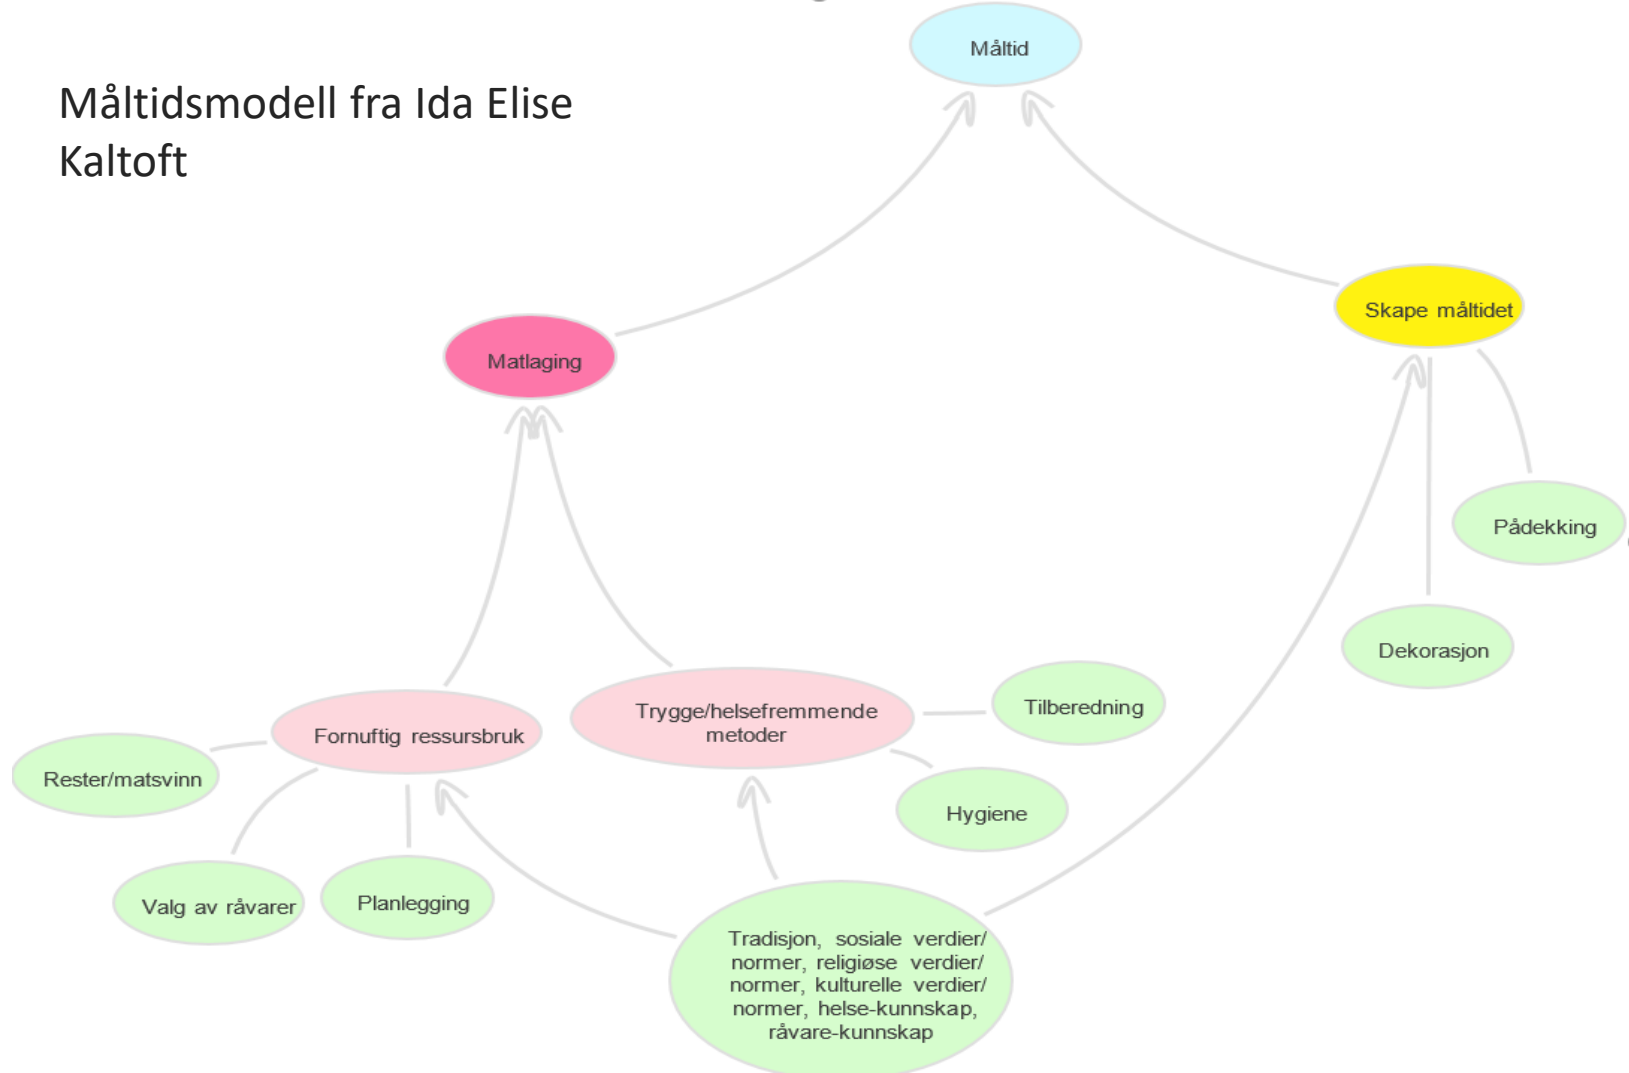 Måltid
Måltidsmodell fra Ida Elise
Kaltoft
Skape måltidet
Matlaging
Pådekking
Dekorasjon
Tilberedning
Trygge/helsefremmende
metoder
Fornuftig ressursbruk
Rester/matsvinn
Hygiene
Valg av råvarer
Planlegging
Tradisjon, sosiale verdier/
normer, religiøse verdier/
normer, kulturelle verdier/
normer, helse-kunnskap,
råvare-kunnskap